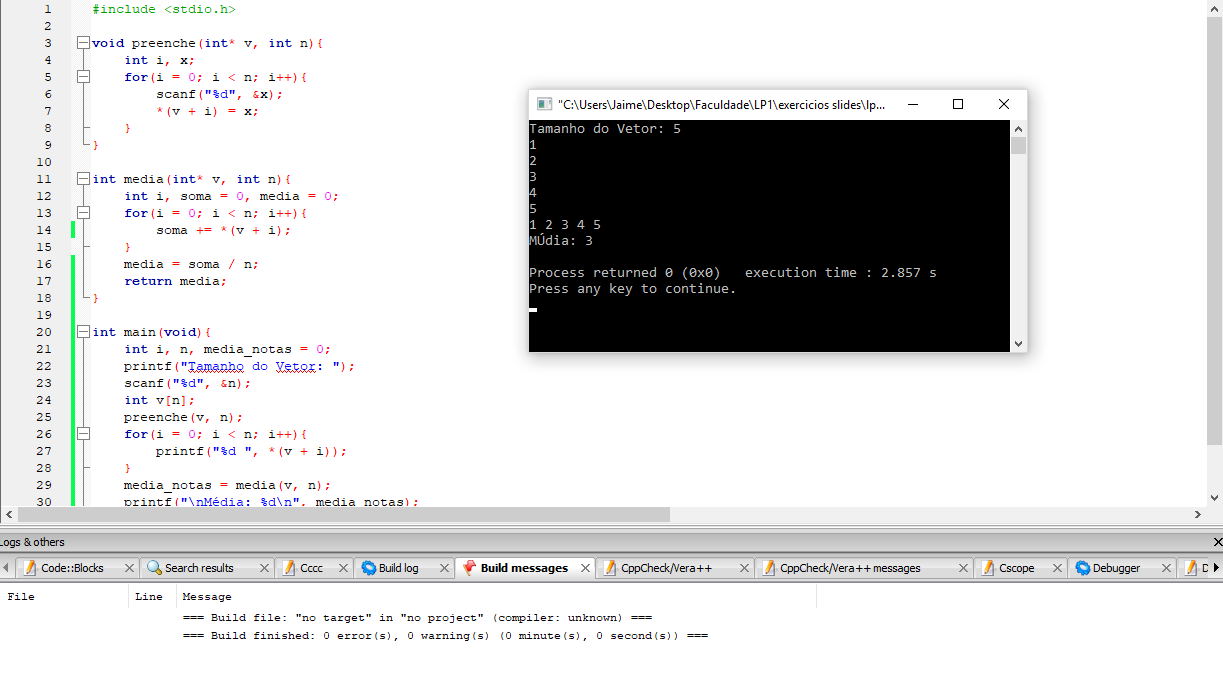 1 #include <stdio.h>
2
3 void preenche(int* v, int n){
4 int i, x;
5 for(i = 0; i < n; i++){
6 scanf("%d", &x);
7 *(v + i) = x;
8 }
9 }
10
11 int media(int* v, int n){
12 int i, soma = 0, media = 0;
13 for(i = 0; i < n; i++){
14 soma += *(v + i);
15 }
16 media = soma / n;
17 return media;
18 }
19
20 int main(void){
21 int i, n, media_notas = 0;
22 printf("Tamanho do Vetor: ");
23 scanf("%d", &n);
24 int v[n];
25 preenche(v, n);
26 for(i = 0; i < n; i++){
27 printf("%d ", *(v + i));
28 }
29 media_notas = media(v, n);
30 printf("\nMédia: %d\n", media_notas);
"C:\Users\Jaime\Desktop\Faculdade\LP1\exercicios slides\lp...
Tamanho do Vetor: 5
1
2
3
4
5
1 2 3 4 5
MÚdia: 3
Process returned 0 (0x0) execution time : 2.857 s
Press any key to continue.
Logs & others
Code::Blocks Search results Cccc Build log Build messages CppCheck/Vera++ CppCheck/Vera++ messages Cscope Debugger D
File Line Message
=== Build file: "no target" in "no project" (compiler: unknown) ===
=== Build finished: 0 error(s), 0 warning(s) (0 minute(s), 0 second(s)) ===